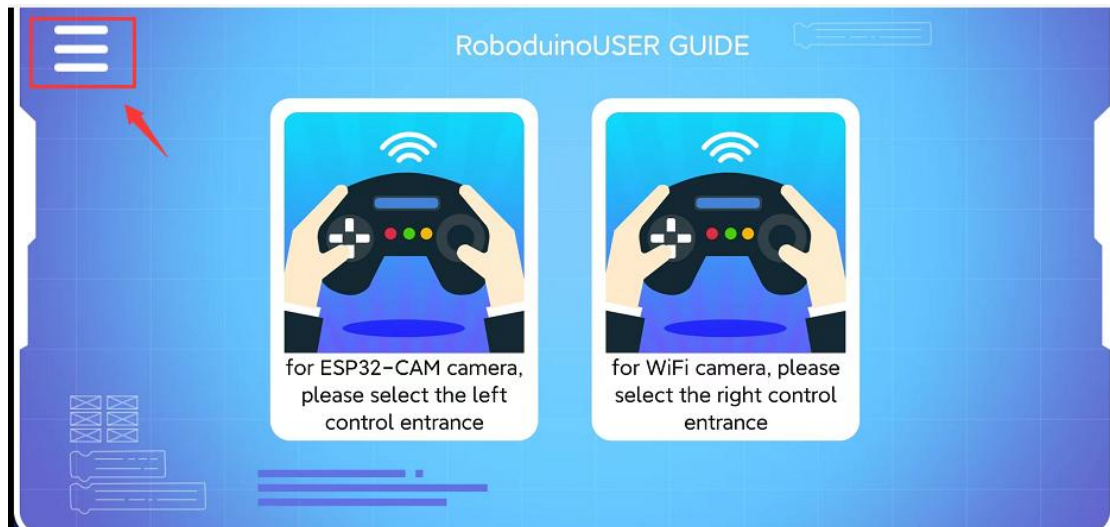 RoboduinoUSER GUIDE
for ESP32-CAM camera,
please select the left
control entrance
for WiFi camera, please
select the right control
entrance